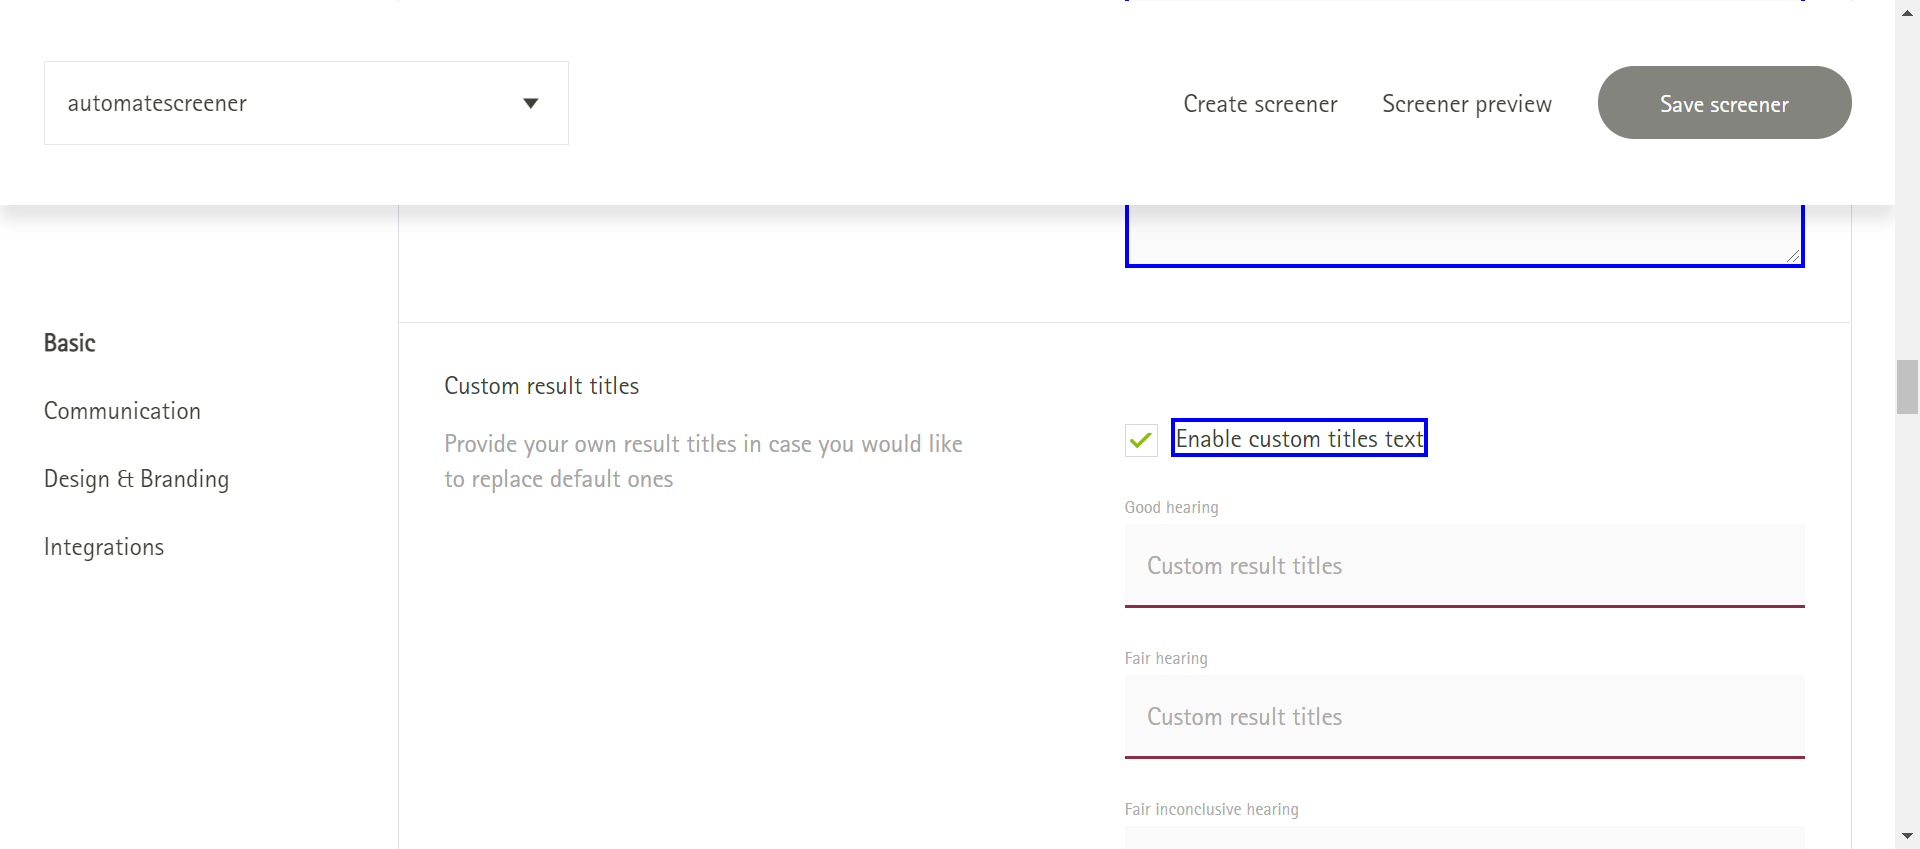 automatescreener
Create screener
Screener preview
Save screener
Basic
Communication
Design & Branding
Integrations
Custom result titles
Provide your own result titles in case you would like
to replace default ones
Enable custom titles text
Good hearing
Custom result titles
Fair hearing
Custom result titles
Fair inconclusive hearing